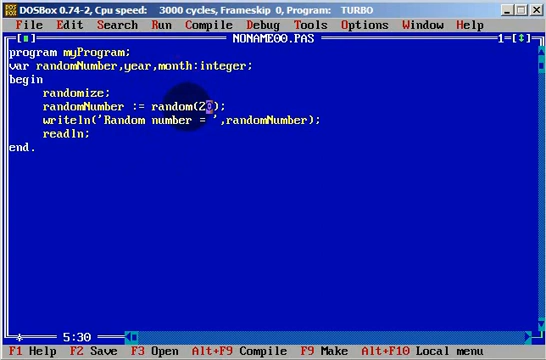 DOSBox 0.74-2, Cpu speed: 3000 cycles, Frameskip 0, Program: TURBO
File Edit Search Run Compile Debug Tools Options Window Help
NONAME00.PAS 1=[↕]
program myProgram;
var randomNumber,year,month:integer;
begin
randomize;
randomNumber := random(20);
writeln('Random number = ',randomNumber);
readln;
end.
5:30
F1 Help F2 Save F3 Open Alt+F9 Compile F9 Make Alt+F10 Local menu